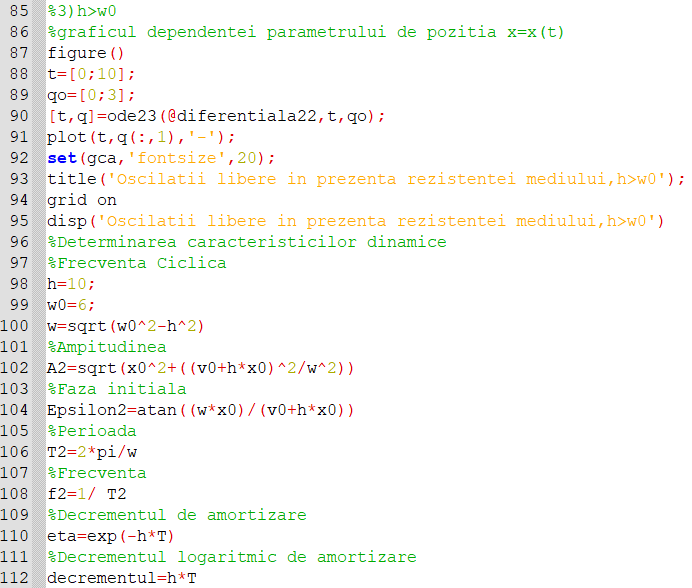 85 %3)h>w0
86 %graficul dependentei parametrului de pozitia x=x(t)
87 figure()
88 t=[0;10];
89 qo=[0;3];
90 [t,q]=ode23(@diferentiala22,t,qo);
91 plot(t,q(:,1),'-');
92 set(gca,'fontsize',20);
93 title('Oscilatii libere in prezenta rezistentei mediului,h>w0');
94 grid on
95 disp('Oscilatii libere in prezenta rezistentei mediului,h>w0')
96 %Determinarea caracteristicilor dinamice
97 %Frecventa Ciclica
98 h=10;
99 w0=6;
100 w=sqrt(w0^2-h^2)
101 %Ampitudinea
102 A2=sqrt(x0^2+((v0+h*x0)^2/w^2))
103 %Faza initiala
104 Epsilon2=atan((w*x0)/(v0+h*x0))
105 %Perioada
106 T2=2*pi/w
107 %Frecventa
108 f2=1/ T2
109 %Decrementul de amortizare
110 eta=exp(-h*T)
111 %Decrementul logaritmic de amortizare
112 decrementul=h*T